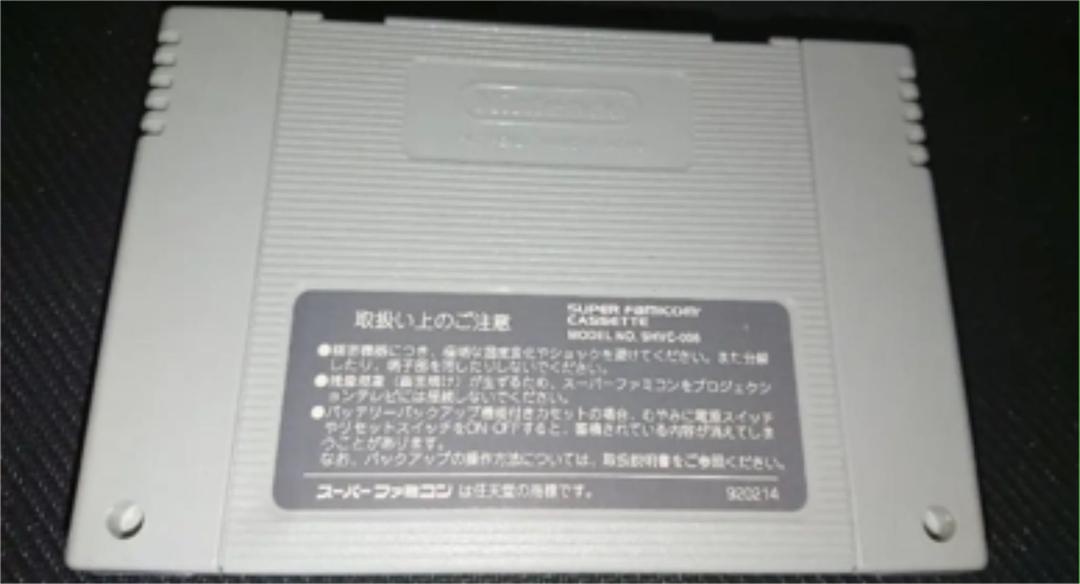 Nintendo
取扱い上のご注意
SUPER FAMICOM
CASSETTE
MODEL NO. SHVC-006
●精密機器につき、極端な温度変化やショックを避けてください。また分解
したり、端子部を
したりしないでください。
●残像現象（画面焼け）が生ずるため、スーパーファミコンをプロジェクシ
ョンテレビには接続しないでください。
●バッテリーバックアップ機能付きカセットの場合、むやみに電源スイッチ
やリセットスイッチをON OFFすると、蓄積されている内容が消えてしま
うことがあります。
なお、バックアップの操作方法については、取扱説明書をご参照ください。
スーパーファミコンは任天堂の商標です。
920214